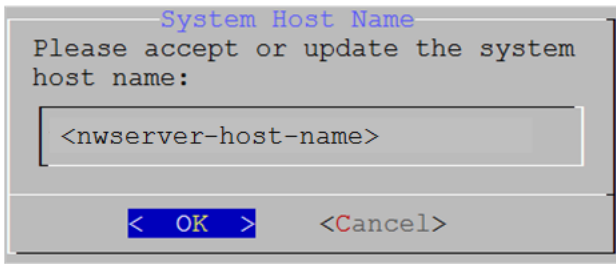 System Host Name
Please accept or update the system
host name:
<nwserver-host-name>
< OK > <Cancel>